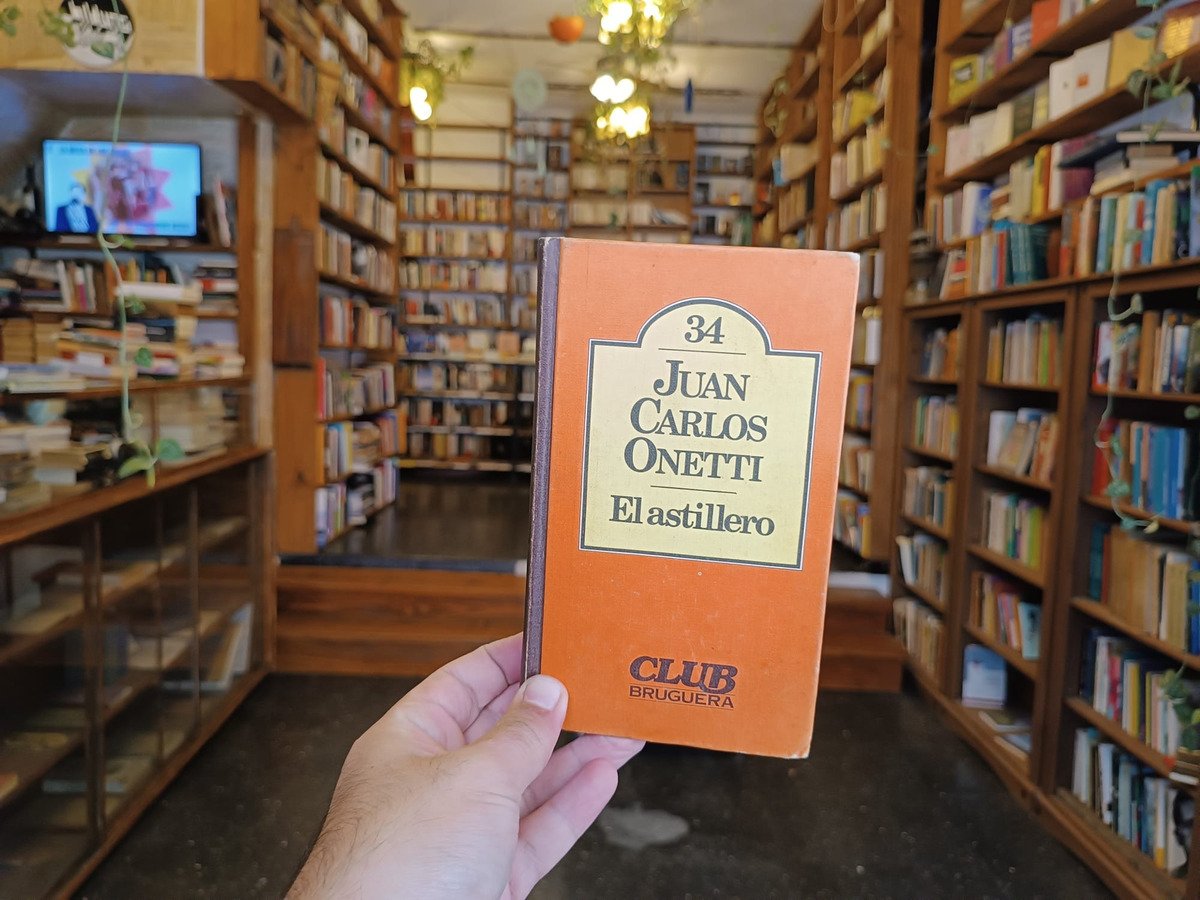 34
JUAN
CARLOS
ONETTI
El astillero
CLUB
BRUGUERA